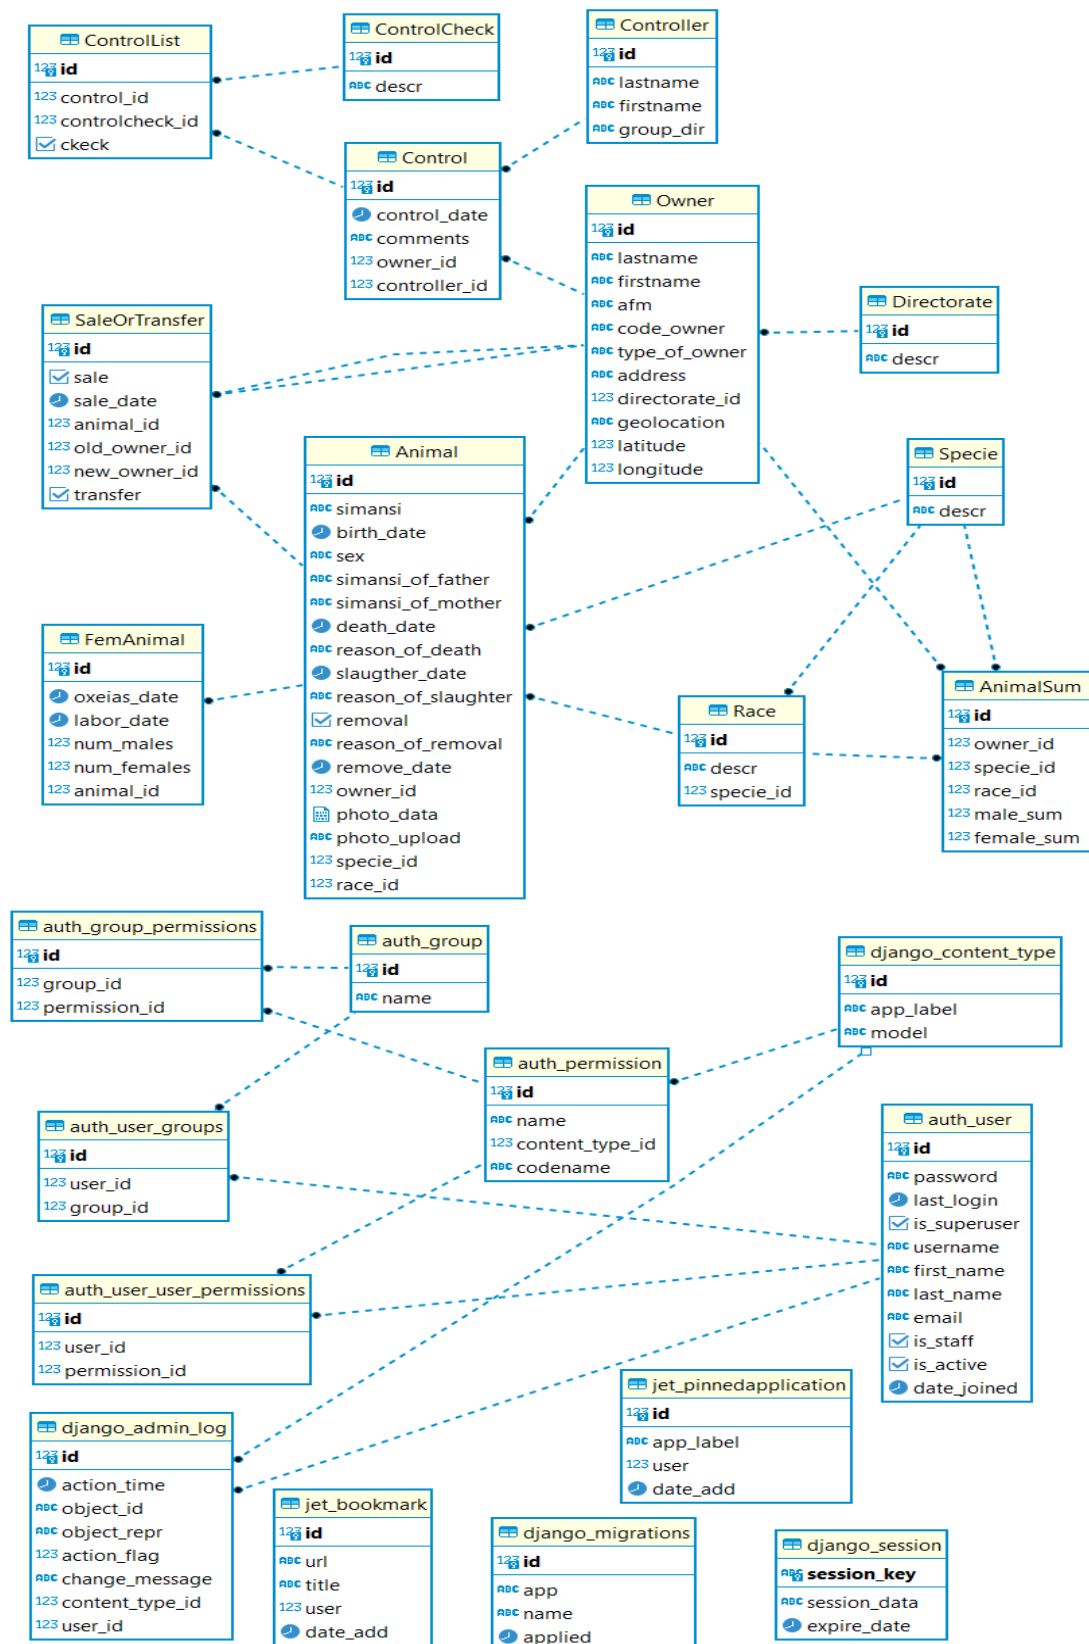 ControlList
id
control_id
controlcheck_id
ckeck
ControlCheck
id
descr
Controller
id
lastname
firstname
group_dir
Control
id
control_date
comments
owner_id
controller_id
Owner
id
lastname
firstname
afm
code_owner
type_of_owner
address
directorate_id
geolocation
latitude
longitude
Directorate
id
descr
SaleOrTransfer
id
sale
sale_date
animal_id
old_owner_id
new_owner_id
transfer
Animal
id
simansi
birth_date
sex
simansi_of_father
simansi_of_mother
death_date
reason_of_death
slaugther_date
reason_of_slaughter
removal
reason_of_removal
remove_date
owner_id
photo_data
photo_upload
specie_id
race_id
Specie
id
descr
FemAnimal
id
oxeias_date
labor_date
num_males
num_females
animal_id
Race
id
descr
specie_id
AnimalSum
id
owner_id
specie_id
race_id
male_sum
female_sum
auth_group_permissions
id
group_id
permission_id
auth_group
id
name
django_content_type
id
app_label
model
auth_permission
id
name
content_type_id
codename
auth_user_groups
id
user_id
group_id
auth_user
id
password
last_login
is_superuser
username
first_name
last_name
email
is_staff
is_active
date_joined
auth_user_user_permissions
id
user_id
permission_id
jet_pinnedapplication
id
app_label
user
date_add
django_admin_log
id
action_time
object_id
object_repr
action_flag
change_message
content_type_id
user_id
jet_bookmark
id
url
title
user
date_add
django_migrations
id
app
name
applied
django_session
session_key
session_data
expire_date